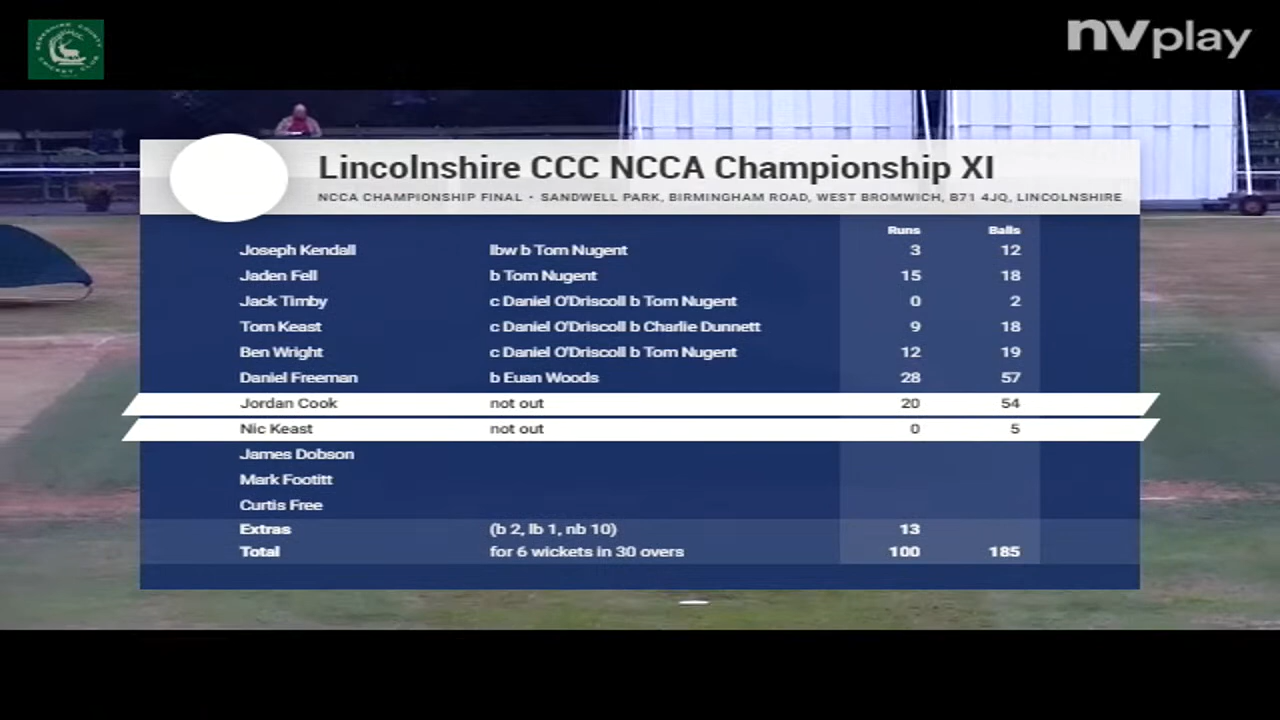 BERKSHIRE COUNTY
CRICKET CLUB
nvplay
Lincolnshire CCC NCCA Championship XI
NCCA CHAMPIONSHIP FINAL • SANDWELL PARK, BIRMINGHAM ROAD, WEST BROMWICH, B71 4JQ, LINCOLNSHIRE
Runs Balls
Joseph Kendall lbw b Tom Nugent 3 12
Jaden Fell b Tom Nugent 15 18
Jack Timby c Daniel O'Driscoll b Tom Nugent 0 2
Tom Keast c Daniel O'Driscoll b Charlie Dunnett 9 18
Ben Wright c Daniel O'Driscoll b Tom Nugent 12 19
Daniel Freeman b Euan Woods 28 57
Jordan Cook not out 20 54
Nic Keast not out 0 5
James Dobson
Mark Footitt
Curtis Free
Extras (b 2, lb 1, nb 10) 13
Total for 6 wickets in 30 overs 100 185